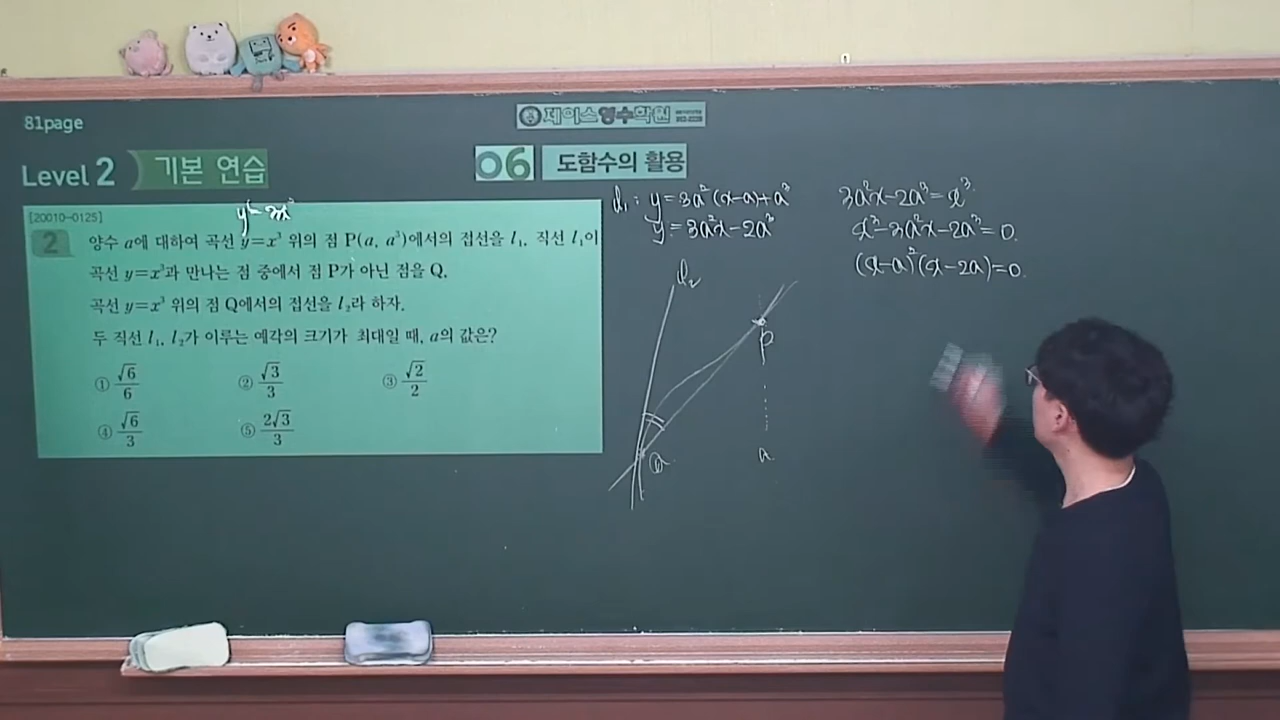 81page
제이스영수학원
Level 2 기본 연습
06 도함수의 활용
[20010-0125]
y'=3x²
2 양수 a에 대하여 곡선 y=x³ 위의 점 P(a, a³)에서의 접선을 l₁, 직선 l₁이
곡선 y=x³과 만나는 점 중에서 점 P가 아닌 점을 Q,
곡선 y=x³ 위의 점 Q에서의 접선을 l₂라 하자.
두 직선 l₁, l₂가 이루는 예각의 크기가 최대일 때, a의 값은?
① √6/6 ② √3/3 ③ √2/2
④ √6/3 ⑤ 2√3/3
l₁ : y=3a²(x-a)+a³
y=3a²x-2a³
l₂
P
Q
a
3a²x-2a³=x³
x³-3a²x-2a³=0.
(x-a)²(x-2a)=0.